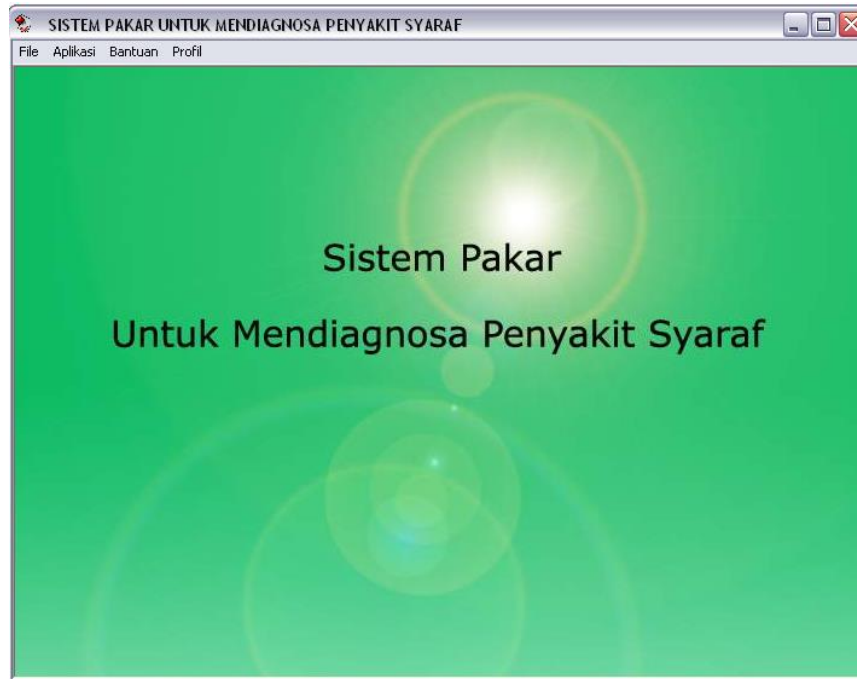 SISTEM PAKAR UNTUK MENDIAGNOSA PENYAKIT SYARAF
File Aplikasi Bantuan Profil
Sistem Pakar
Untuk Mendiagnosa Penyakit Syaraf